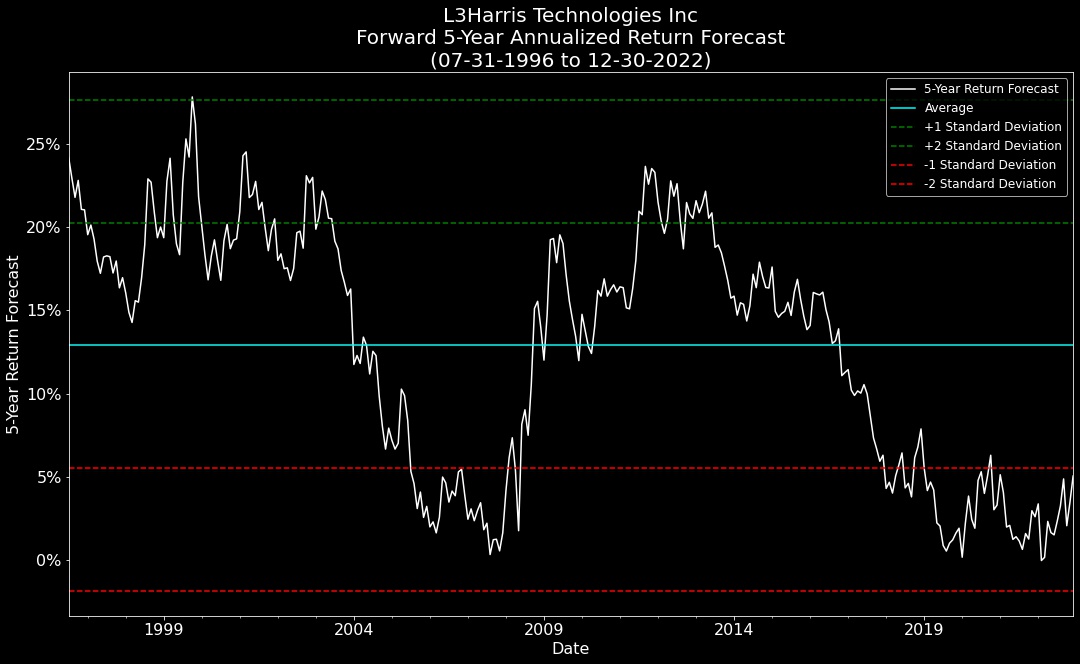 L3Harris Technologies Inc
Forward 5-Year Annualized Return Forecast
(07-31-1996 to 12-30-2022)
5-Year Return Forecast
Average
+1 Standard Deviation
+2 Standard Deviation
-1 Standard Deviation
-2 Standard Deviation
5-Year Return Forecast
25%
20%
15%
10%
5%
0%
1999
2004
2009
2014
2019
Date